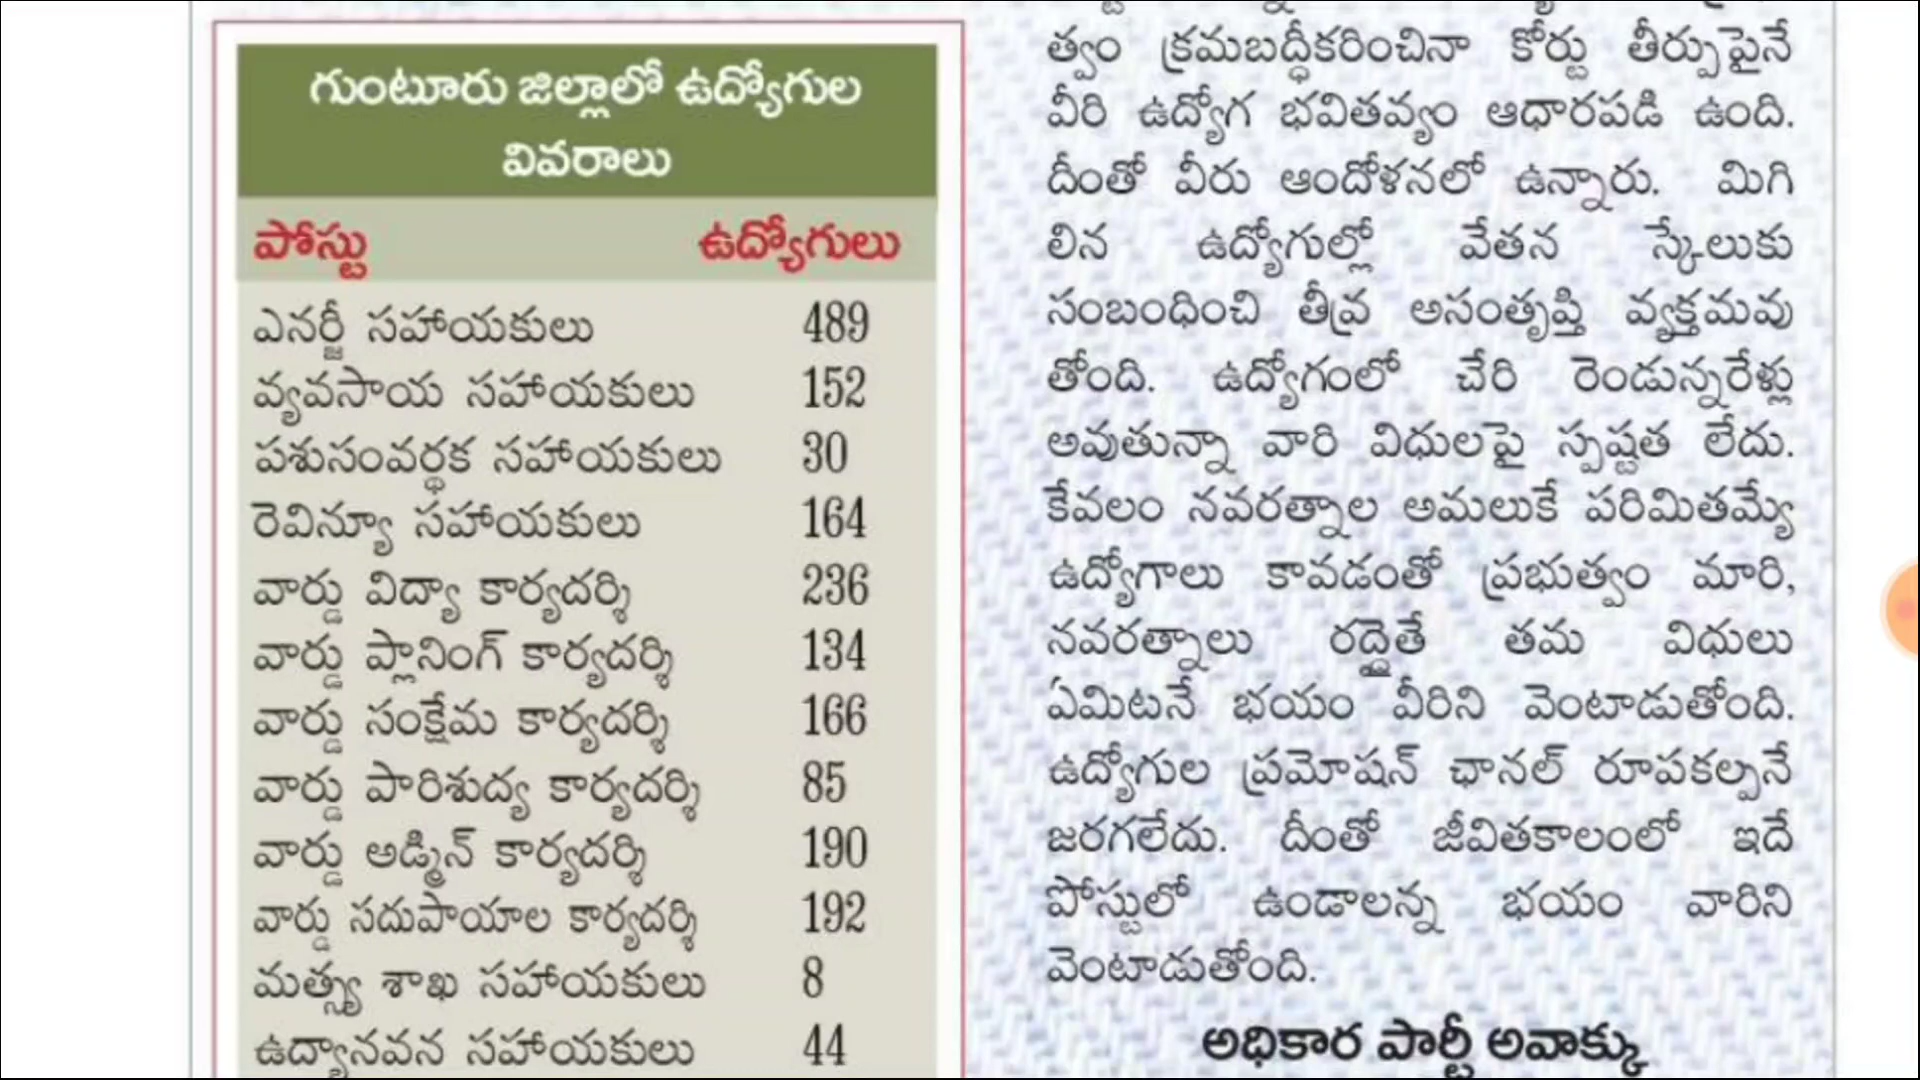 గుంటూరు జిల్లాలో ఉద్యోగుల
వివరాలు
పోస్టు ఉద్యోగులు
ఎనర్జీ సహాయకులు 489
వ్యవసాయ సహాయకులు 152
పశుసంవర్థక సహాయకులు 30
రెవిన్యూ సహాయకులు 164
వార్డు విద్యా కార్యదర్శి 236
వార్డు ప్లానింగ్ కార్యదర్శి 134
వార్డు సంక్షేమ కార్యదర్శి 166
వార్డు పారిశుద్య కార్యదర్శి 85
వార్డు అడ్మిన్ కార్యదర్శి 190
వార్డు సదుపాయాల కార్యదర్శి 192
మత్స్య శాఖ సహాయకులు 8
ఉద్యానవన సహాయకులు 44
త్వం క్రమబద్ధీకరించినా కోర్టు తీర్పుపైనే
వీరి ఉద్యోగ భవితవ్యం ఆధారపడి ఉంది.
దీంతో వీరు ఆందోళనలో ఉన్నారు. మిగి
లిన ఉద్యోగుల్లో వేతన స్కేలుకు
సంబంధించి తీవ్ర అసంతృప్తి వ్యక్తమవు
తోంది. ఉద్యోగంలో చేరి రెండున్నరేళ్లు
అవుతున్నా వారి విధులపై స్పష్టత లేదు.
కేవలం నవరత్నాల అమలుకే పరిమితమ్యే
ఉద్యోగాలు కావడంతో ప్రభుత్వం మారి,
నవరత్నాలు రద్దైతే తమ విధులు
ఏమిటనే భయం వీరిని వెంటాడుతోంది.
ఉద్యోగుల ప్రమోషన్ ఛానల్ రూపకల్పనే
జరగలేదు. దీంతో జీవితకాలంలో ఇదే
పోస్టులో ఉండాలన్న భయం వారిని
వెంటాడుతోంది.
అధికార పార్టీ అవాక్కు